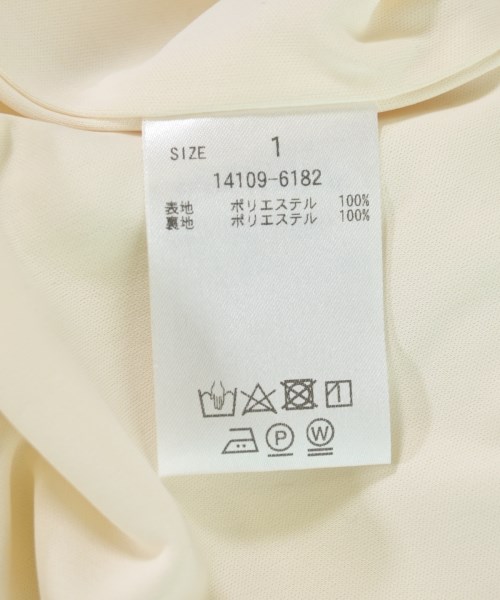 SIZE 1
14109-6182
表地 ポリエステル 100%
裏地 ポリエステル 100%
P W